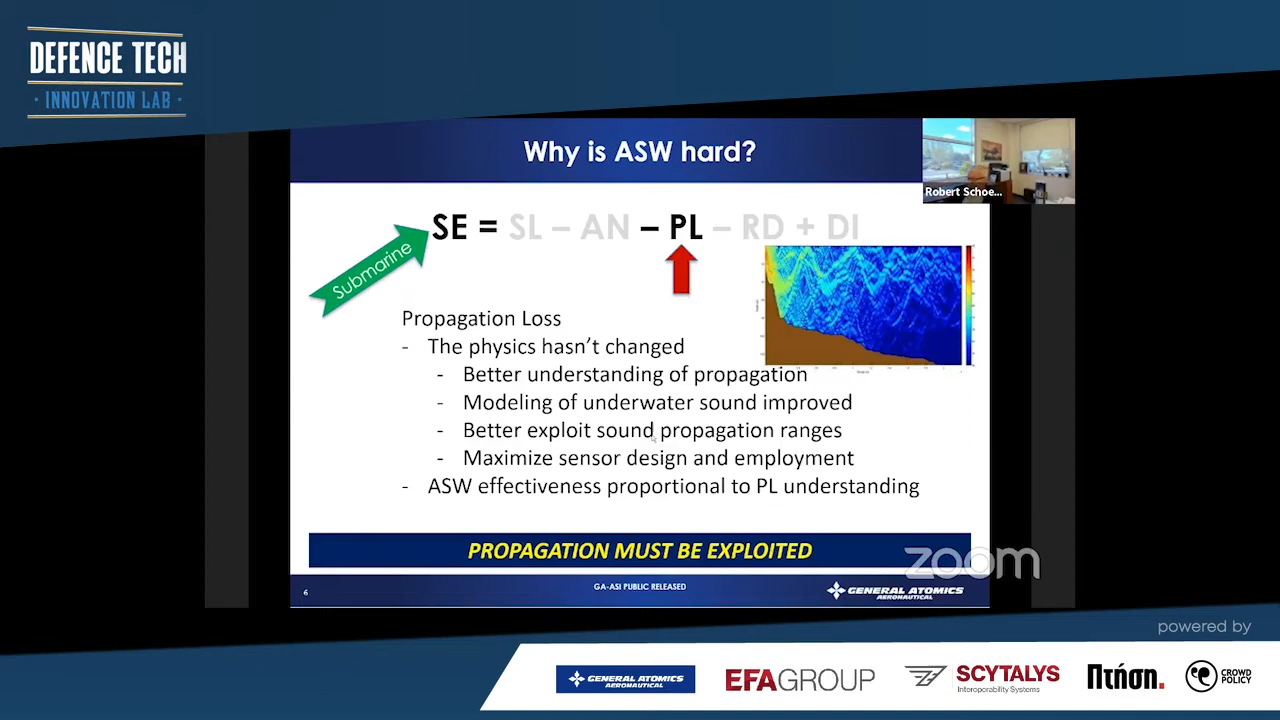 DEFENCE TECH
· INNOVATION LAB ·
Why is ASW hard?
Robert Schoe...
SE = SL – AN – PL – RD + DI
Submarine
Propagation Loss
- The physics hasn't changed
- Better understanding of propagation
- Modeling of underwater sound improved
- Better exploit sound propagation ranges
- Maximize sensor design and employment
- ASW effectiveness proportional to PL understanding
PROPAGATION MUST BE EXPLOITED
zoom
6
GA-ASI PUBLIC RELEASED
GENERAL ATOMICS
AERONAUTICAL
powered by
GENERAL ATOMICS
AERONAUTICAL
EFAGROUP
SCYTALYS
Interoperability Systems
Πτήση.
CROWD
POLICY